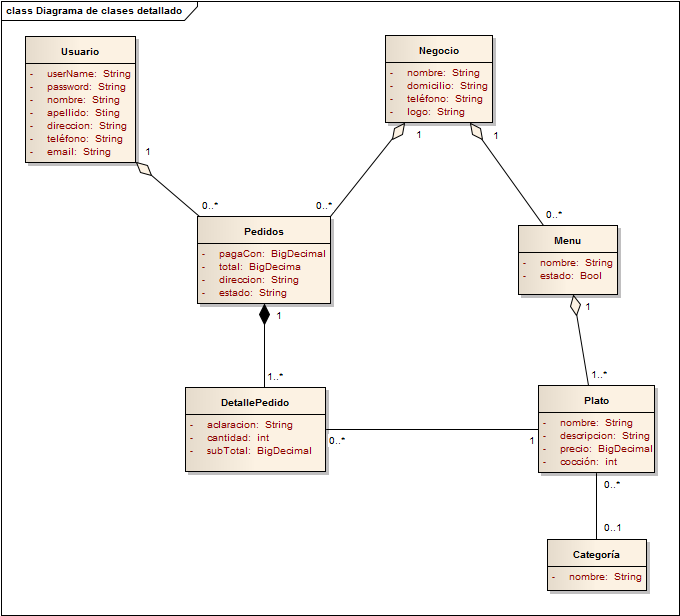 class Diagrama de clases detallado
Usuario
- userName: String
- password: String
- nombre: String
- apellido: Sting
- direccion: String
- teléfono: String
- email: String
Negocio
- nombre: String
- domicilio: String
- teléfono: String
- logo: String
1
0..*
1
0..*
1
0..*
Pedidos
- pagaCon: BigDecimal
- total: BigDecima
- direccion: String
- estado: String
Menu
- nombre: String
- estado: Bool
1
1..*
1
1..*
DetallePedido
- aclaracion: String
- cantidad: int
- subTotal: BigDecimal
0..*
1
Plato
- nombre: String
- descripcion: String
- precio: BigDecimal
- cocción: int
0..*
0..1
Categoría
- nombre: String